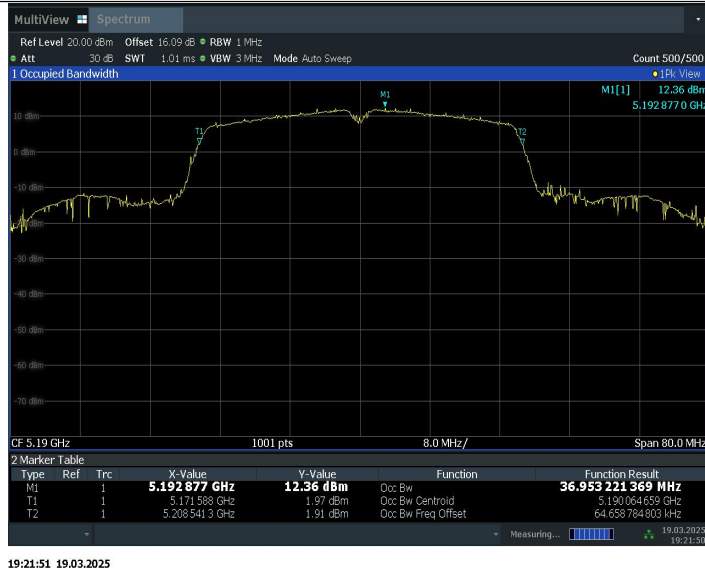 MultiView Spectrum
Ref Level 20.00 dBm Offset 16.09 dB RBW 1 MHz
Att 30 dB SWT 1.01 ms VBW 3 MHz Mode Auto Sweep Count 500/500
1 Occupied Bandwidth 1Pk View
M1[1] 12.36 dBm
5.192 877 0 GHz
M1
10 dBm
T1 T2
0 dBm
-10 dBm
-30 dBm
-40 dBm
-50 dBm
-60 dBm
-70 dBm
CF 5.19 GHz 1001 pts 8.0 MHz/ Span 80.0 MHz
2 Marker Table
Type Ref Trc X-Value Y-Value Function Function Result
M1 1 5.192 877 GHz 12.36 dBm Occ Bw 36.953 221 369 MHz
T1 1 5.171 588 GHz 1.97 dBm Occ Bw Centroid 5.190 064 659 GHz
T2 1 5.208 541 3 GHz 1.91 dBm Occ Bw Freq Offset 64.658 784 803 kHz
Measuring... 19.03.2025
19:21:50
19:21:51 19.03.2025